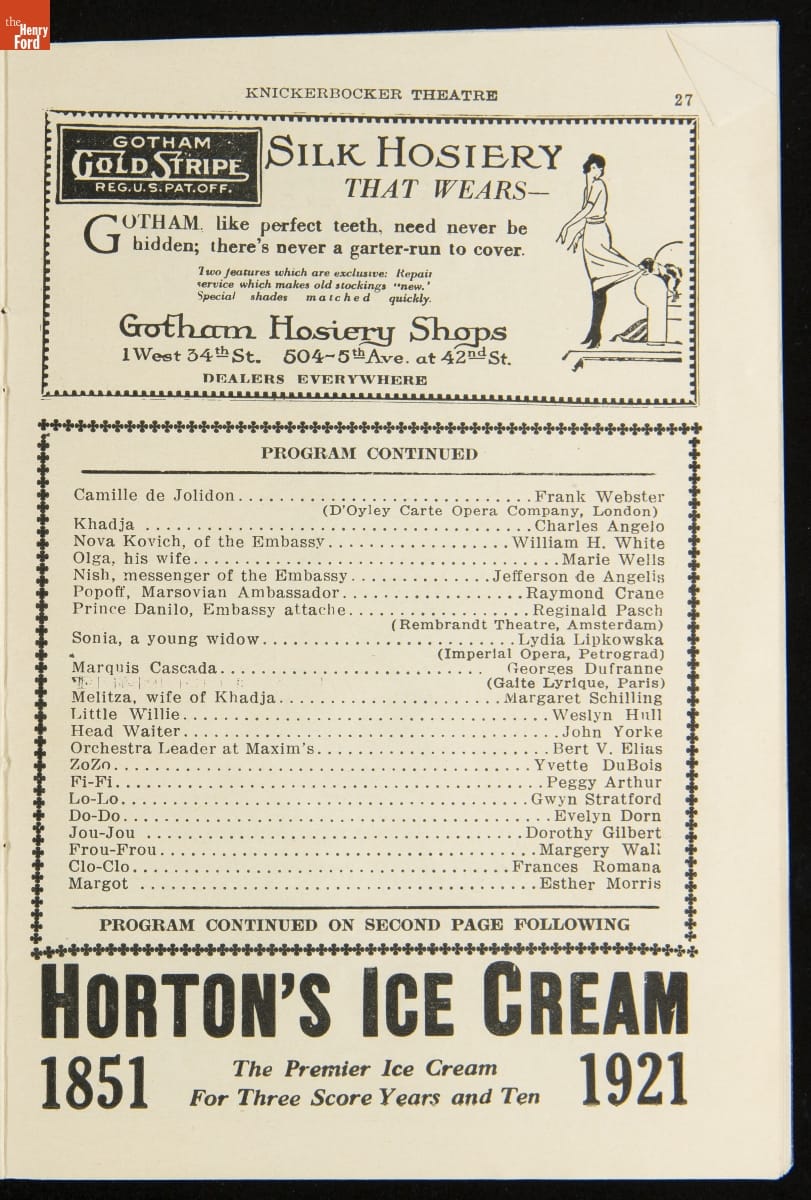 the
Henry
Ford
KNICKERBOCKER THEATRE 27
GOTHAM
GOLD STRIPE
REG. U.S. PAT. OFF.
SILK HOSIERY
THAT WEARS—
GOTHAM, like perfect teeth, need never be
hidden; there's never a garter-run to cover.
Two features which are exclusive: Repair
service which makes old stockings "new.'
Special shades matched quickly.
Gotham Hosiery Shops
1 West 34th St. 504-5th Ave. at 42nd St.
DEALERS EVERYWHERE
PROGRAM CONTINUED
Camille de Jolidon............................Frank Webster
(D'Oyley Carte Opera Company, London)
Khadja ......................................Charles Angelo
Nova Kovich, of the Embassy..................William H. White
Olga, his wife....................................Marie Wells
Nish, messenger of the Embassy..............Jefferson de Angelis
Popoff, Marsovian Ambassador..................Raymond Crane
Prince Danilo, Embassy attache..................Reginald Pasch
(Rembrandt Theatre, Amsterdam)
Sonia, a young widow.........................Lydia Lipkowska
(Imperial Opera, Petrograd)
Marquis Cascada.......................... Georges Dufranne
(Gaite Lyrique, Paris)
Melitza, wife of Khadja......................Margaret Schilling
Little Willie....................................Weslyn Hull
Head Waiter.....................................John Yorke
Orchestra Leader at Maxim's.......................Bert V. Elias
ZoZo.........................................Yvette DuBois
Fi-Fi..........................................Peggy Arthur
Lo-Lo........................................Gwyn Stratford
Do-Do..........................................Evelyn Dorn
Jou-Jou .....................................Dorothy Gilbert
Frou-Frou.....................................Margery Wall
Clo-Clo.....................................Frances Romana
Margot .......................................Esther Morris
PROGRAM CONTINUED ON SECOND PAGE FOLLOWING
HORTON'S ICE CREAM
1851 The Premier Ice Cream 1921
For Three Score Years and Ten